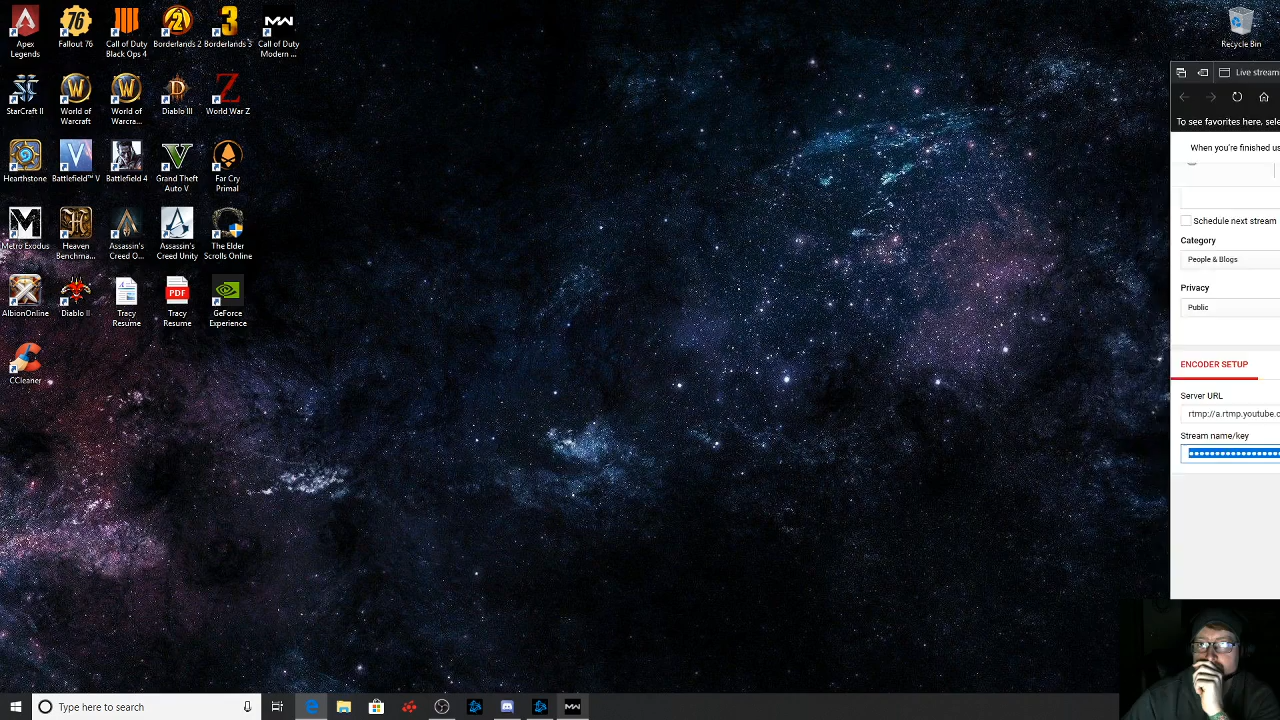 Apex
Legends
Fallout 76
Call of Duty
Black Ops 4
Borderlands 2
Borderlands 3
Call of Duty
Modern ...
StarCraft II
World of
Warcraft
World of
Warcra...
Diablo III
World War Z
Hearthstone
Battlefield™ V
Battlefield 4
Grand Theft
Auto V
Far Cry
Primal
Metro Exodus
Heaven
Benchma...
Assassin's
Creed O...
Assassin's
Creed Unity
The Elder
Scrolls Online
AlbionOnline
Diablo II
Tracy
Resume
PDF
Tracy
Resume
GeForce
Experience
CCleaner
Recycle Bin
Live stream
To see favorites here, sele
When you're finished us
Schedule next stream
Category
People & Blogs
Privacy
Public
ENCODER SETUP
Server URL
rtmp://a.rtmp.youtube.c
Stream name/key
Type here to search